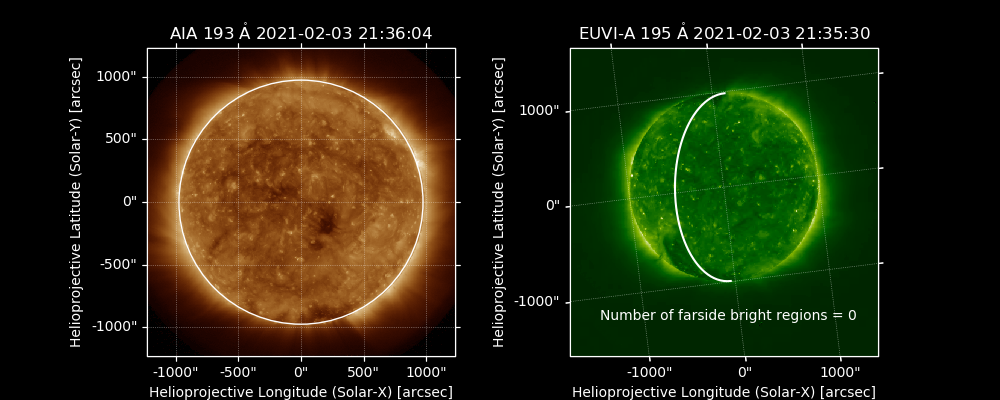 AIA 193 Å 2021-02-03 21:36:04
1000"
500"
0"
-500"
-1000"
Helioprojective Latitude (Solar-Y) [arcsec]
-1000"
-500"
0"
500"
1000"
Helioprojective Longitude (Solar-X) [arcsec]
EUVI-A 195 Å 2021-02-03 21:35:30
1000"
0"
-1000"
Helioprojective Latitude (Solar-Y) [arcsec]
Number of farside bright regions = 0
-1000"
0"
1000"
Helioprojective Longitude (Solar-X) [arcsec]